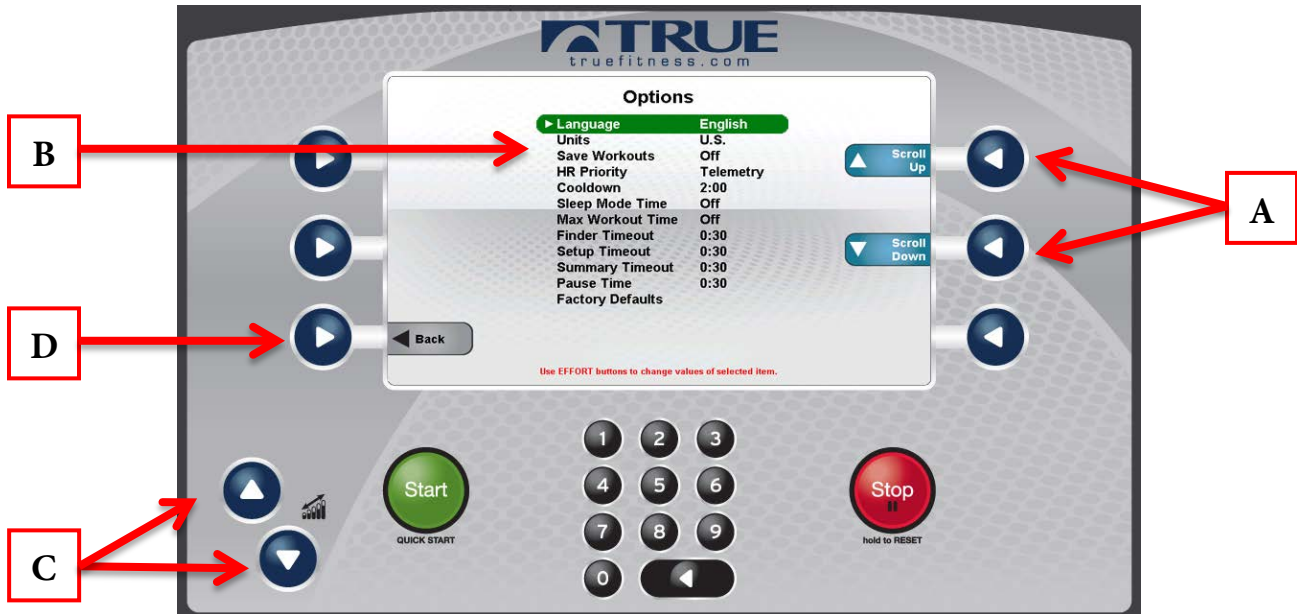 TRUE
truefitness.com
Options
Language English
Units U.S.
Save Workouts Off
HR Priority Telemetry
Cooldown 2:00
Sleep Mode Time Off
Max Workout Time Off
Finder Timeout 0:30
Setup Timeout 0:30
Summary Timeout 0:30
Pause Time 0:30
Factory Defaults
Scroll
Up
Scroll
Down
Back
Use EFFORT buttons to change values of selected item.
B
A
D
C
Start
QUICK START
1 2 3
4 5 6
7 8 9
0
Stop
hold to RESET